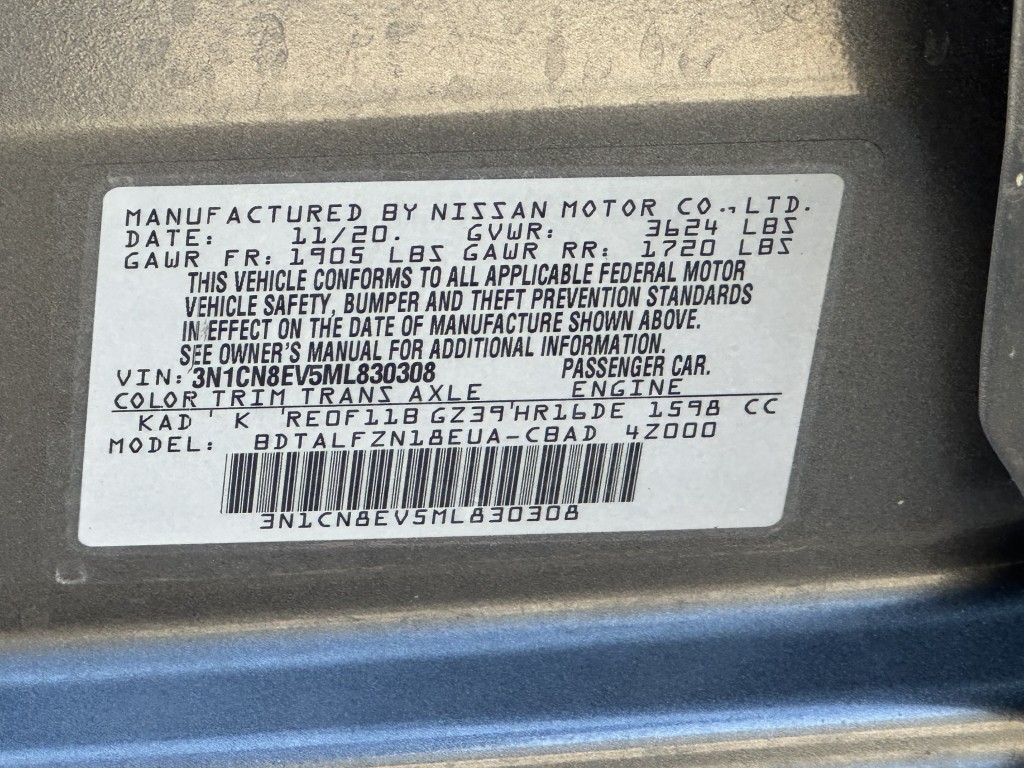 MANUFACTURED BY NISSAN MOTOR CO., LTD.
DATE: 11/20. GVWR: 3624 LBS
GAWR FR: 1905 LBS GAWR RR: 1720 LBS
THIS VEHICLE CONFORMS TO ALL APPLICABLE FEDERAL MOTOR
VEHICLE SAFETY, BUMPER AND THEFT PREVENTION STANDARDS
IN EFFECT ON THE DATE OF MANUFACTURE SHOWN ABOVE.
SEE OWNER'S MANUAL FOR ADDITIONAL INFORMATION.
VIN: 3N1CN8EV5ML830308 PASSENGER CAR.
COLOR TRIM TRANS AXLE ENGINE
KAD ' K 'RE0F11B GZ39'HR16DE 1598 CC
MODEL: BDTALFZN18EUA-CBAD 4Z000
3N1CN8EV5ML830308